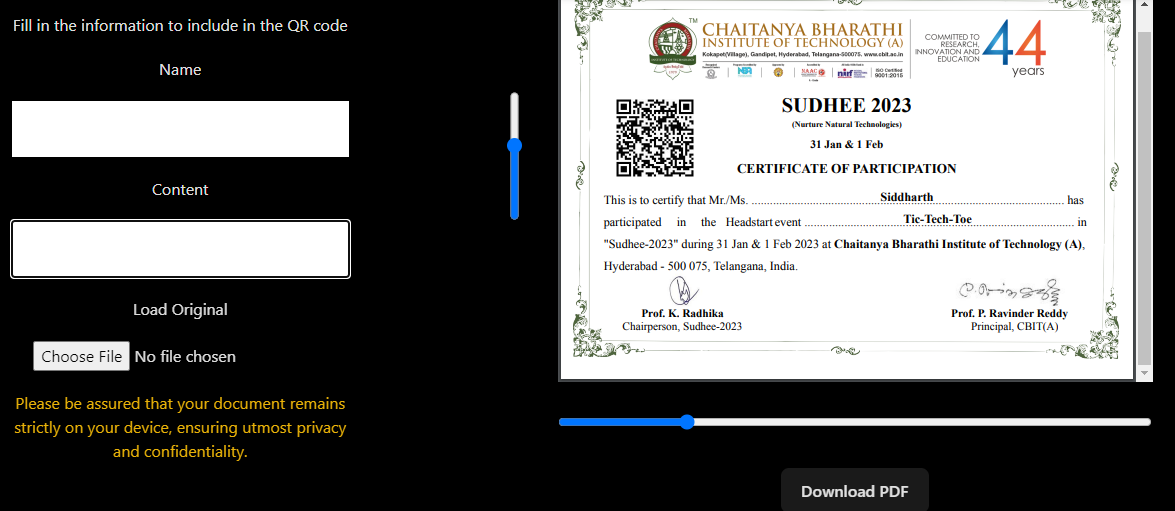 Fill in the information to include in the QR code
Name
Content
Load Original
Choose File No file chosen
Please be assured that your document remains
strictly on your device, ensuring utmost privacy
and confidentiality.
CHAITANYA BHARATHI
INSTITUTE OF TECHNOLOGY (A)
Kokapet(Village), Gandipet, Hyderabad, Telangana-500075. www.cbit.ac.in
TM
NBA
NAAC
nirf
ISO Certified
9001:2015
COMMITTED TO
RESEARCH,
INNOVATION AND
EDUCATION
44
years
SUDHEE 2023
(Nurture Natural Technologies)
31 Jan & 1 Feb
CERTIFICATE OF PARTICIPATION
This is to certify that Mr./Ms. Siddharth has
participated in the Headstart event Tic-Tech-Toe in
"Sudhee-2023" during 31 Jan & 1 Feb 2023 at Chaitanya Bharathi Institute of Technology (A),
Hyderabad - 500 075, Telangana, India.
Prof. K. Radhika
Chairperson, Sudhee-2023
Prof. P. Ravinder Reddy
Principal, CBIT(A)
Download PDF